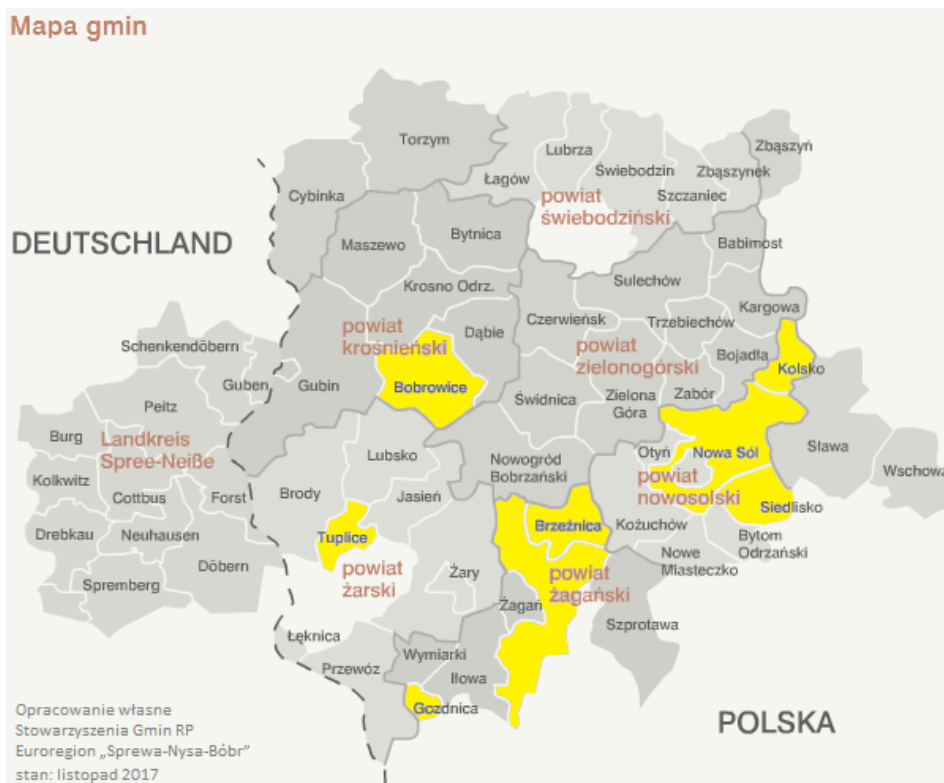 Mapa gmin
Torzym
Zbąszyń
Lubrza
Świebodzin
Zbąszynek
Łagów
Cybinka
Szczaniec
powiat
świebodziński
DEUTSCHLAND
Maszewo
Bytnica
Babimost
Sulechów
Krosno Odrz.
Kargowa
Czerwieńsk
Trzebiechów
powiat
krośnieński
Dąbie
powiat
zielonogórski
Schenkendöbern
Bojadła
Kolsko
Guben
Gubin
Bobrowice
Świdnica
Zielona
Góra
Zabór
Peitz
Burg
Landkreis
Spree-Neiße
Lubsko
Otyń
Nowa Sól
Sława
Wschowa
Nowogród
Bobrzański
powiat
nowosolski
Kolkwitz
Cottbus
Forst
Brody
Jasień
Siedlisko
Drebkau
Neuhausen
Tuplice
Brzeźnica
Kożuchów
Bytom
Odrzański
Döbern
Spremberg
powiat
żarski
Żary
powiat
żagański
Nowe
Miasteczko
Żagań
Szprotawa
Łęknica
Przewóz
Wymiarki
Iłowa
Gozdnica
POLSKA
Opracowanie własne
Stowarzyszenia Gmin RP
Euroregion „Sprewa-Nysa-Bóbr”
stan: listopad 2017